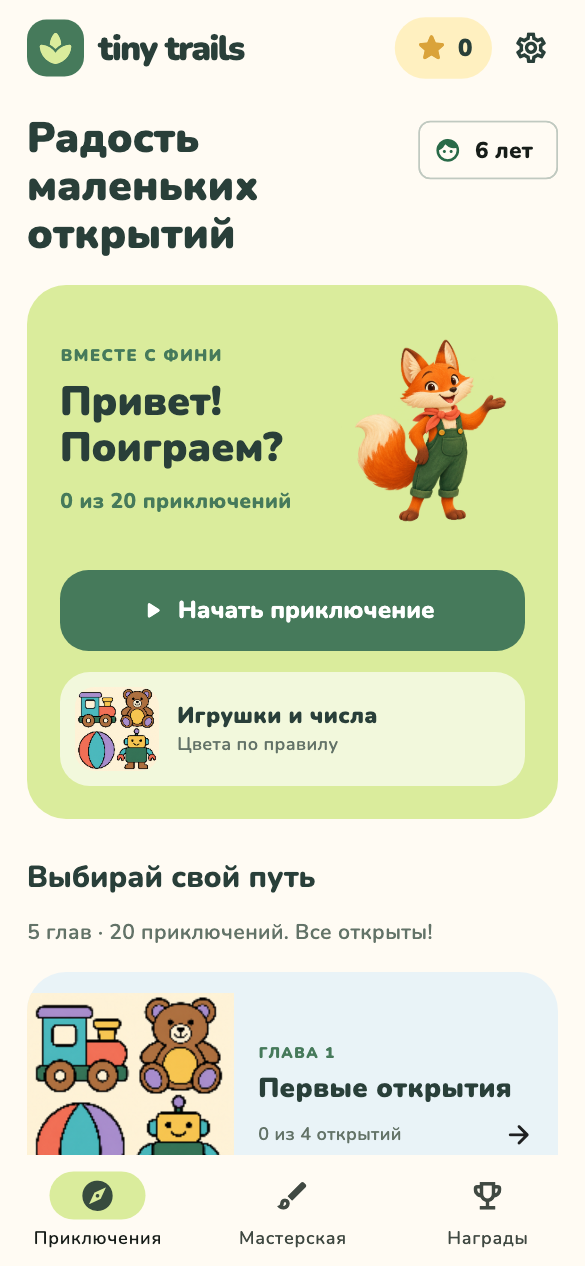 tiny trails
0
Радость
маленьких
открытий
6 лет
ВМЕСТЕ С ФИНИ
Привет!
Поиграем?
0 из 20 приключений
Начать приключение
Игрушки и числа
Цвета по правилу
Выбирай свой путь
5 глав · 20 приключений. Все открыты!
ГЛАВА 1
Первые открытия
0 из 4 открытий
Приключения
Мастерская
Награды